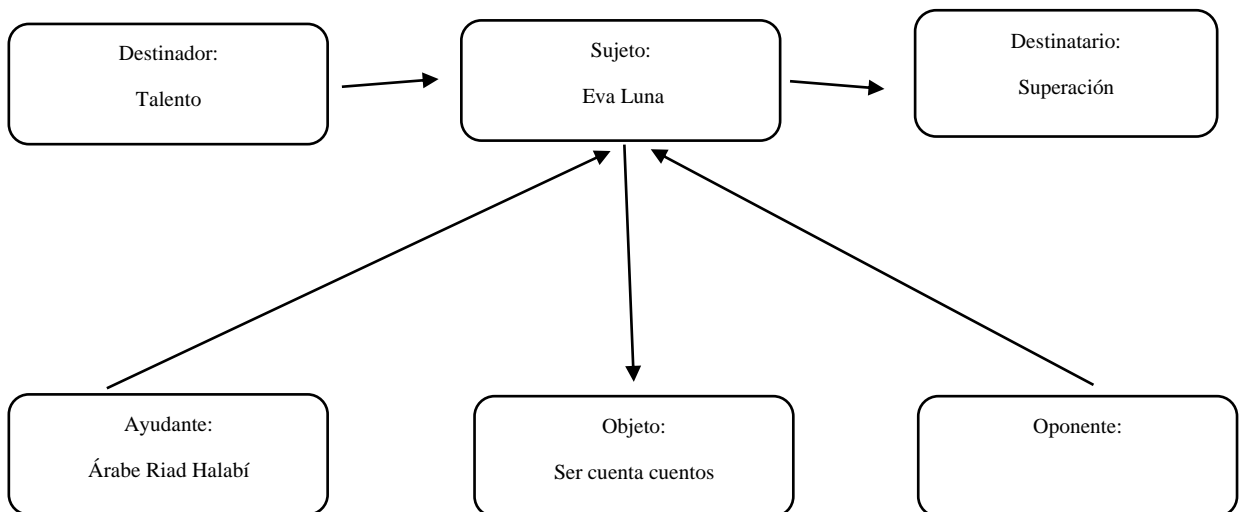 Destinador:
Talento
Sujeto:
Eva Luna
Destinatario:
Superación
Ayudante:
Árabe Riad Halabí
Objeto:
Ser cuenta cuentos
Oponente: